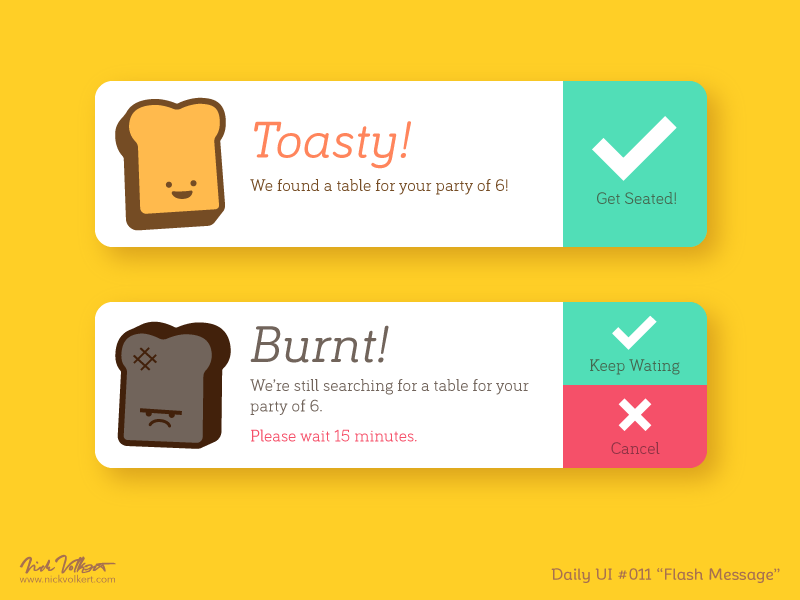 Toasty!
We found a table for your party of 6!
Get Seated!
Burnt!
We're still searching for a table for your
party of 6.
Please wait 15 minutes.
Keep Wating
Cancel
Nick Volkert
www.nickvolkert.com
Daily UI #011 “Flash Message”